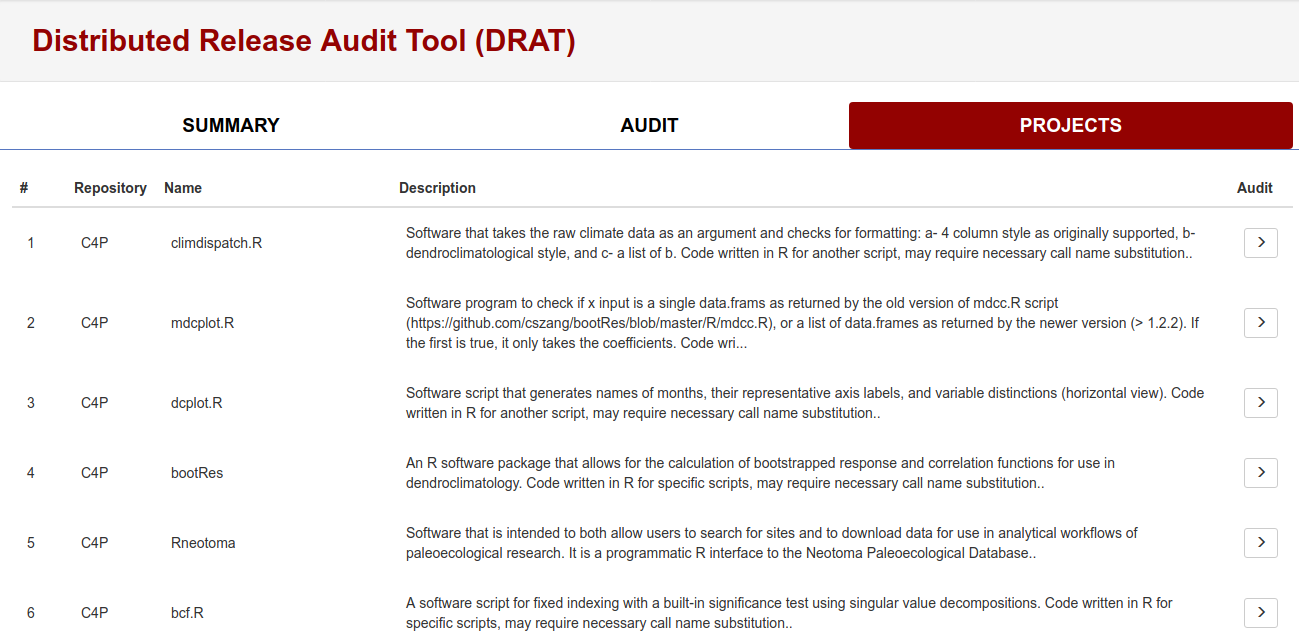 Distributed Release Audit Tool (DRAT)
SUMMARY AUDIT PROJECTS
# Repository Name Description Audit
1 C4P climdispatch.R Software that takes the raw climate data as an argument and checks for formatting: a- 4 column style as originally supported, b-
dendroclimatological style, and c- a list of b. Code written in R for another script, may require necessary call name substitution..
Software program to check if x input is a single data.frams as returned by the old version of mdcc.R script
2 C4P mdcplot.R (https://github.com/cszang/bootRes/blob/master/R/mdcc.R), or a list of data.frames as returned by the newer version (> 1.2.2). If
the first is true, it only takes the coefficients. Code wri...
3 C4P dcplot.R Software script that generates names of months, their representative axis labels, and variable distinctions (horizontal view). Code
written in R for another script, may require necessary call name substitution..
4 C4P bootRes An R software package that allows for the calculation of bootstrapped response and correlation functions for use in
dendroclimatology. Code written in R for specific scripts, may require necessary call name substitution..
5 C4P Rneotoma Software that is intended to both allow users to search for sites and to download data for use in analytical workflows of
paleoecological research. It is a programmatic R interface to the Neotoma Paleoecological Database..
6 C4P bcf.R A software script for fixed indexing with a built-in significance test using singular value decompositions. Code written in R for
specific scripts, may require necessary call name substitution..